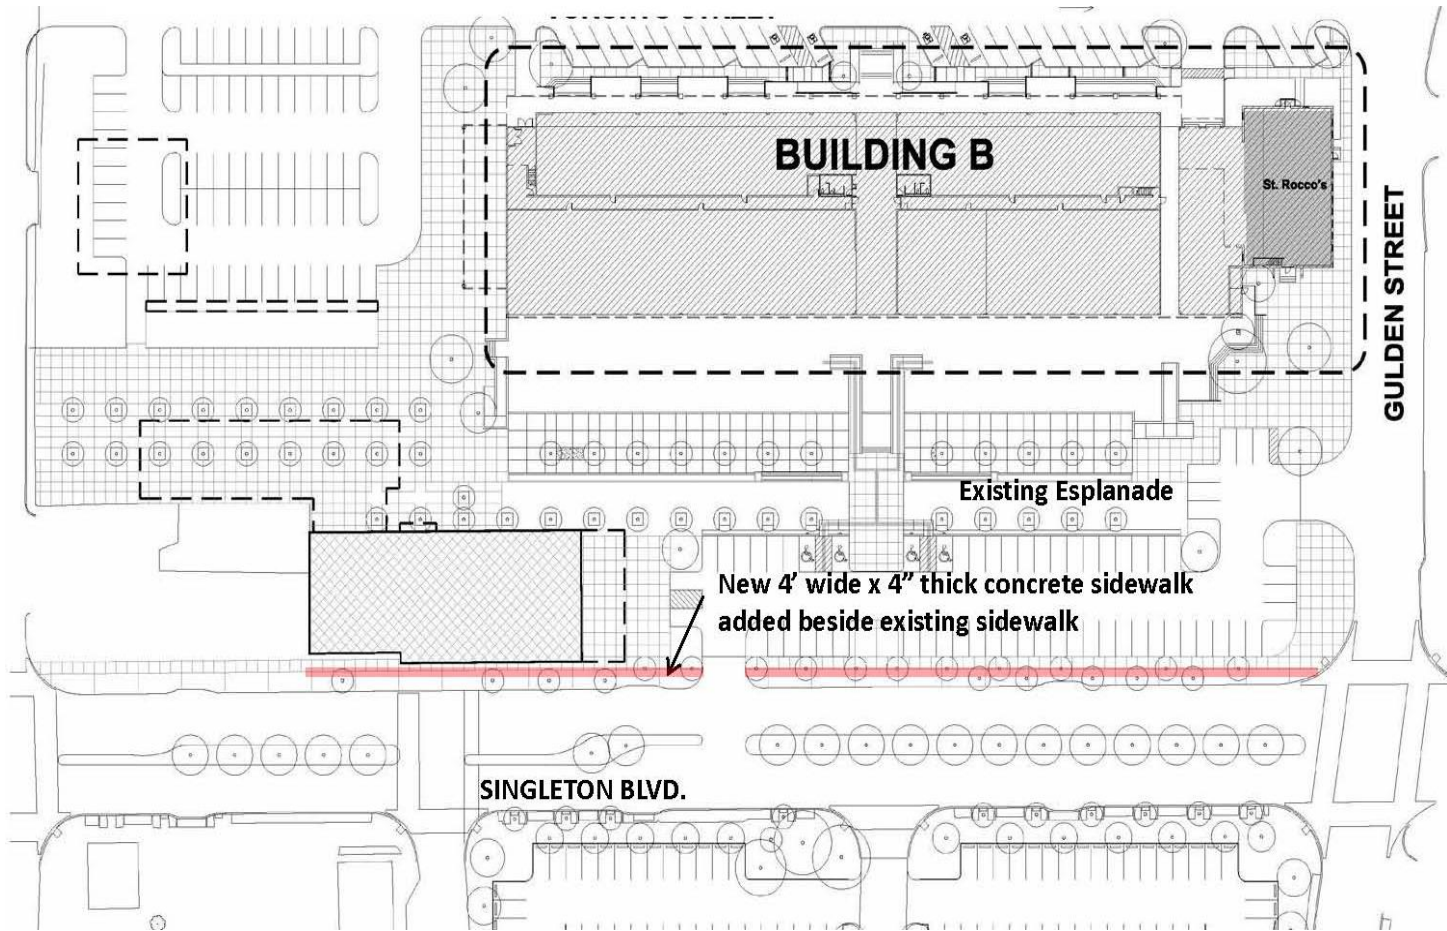 BUILDING B
St. Rocco's
GULDEN STREET
Existing Esplanade
New 4' wide x 4” thick concrete sidewalk
added beside existing sidewalk
SINGLETON BLVD.